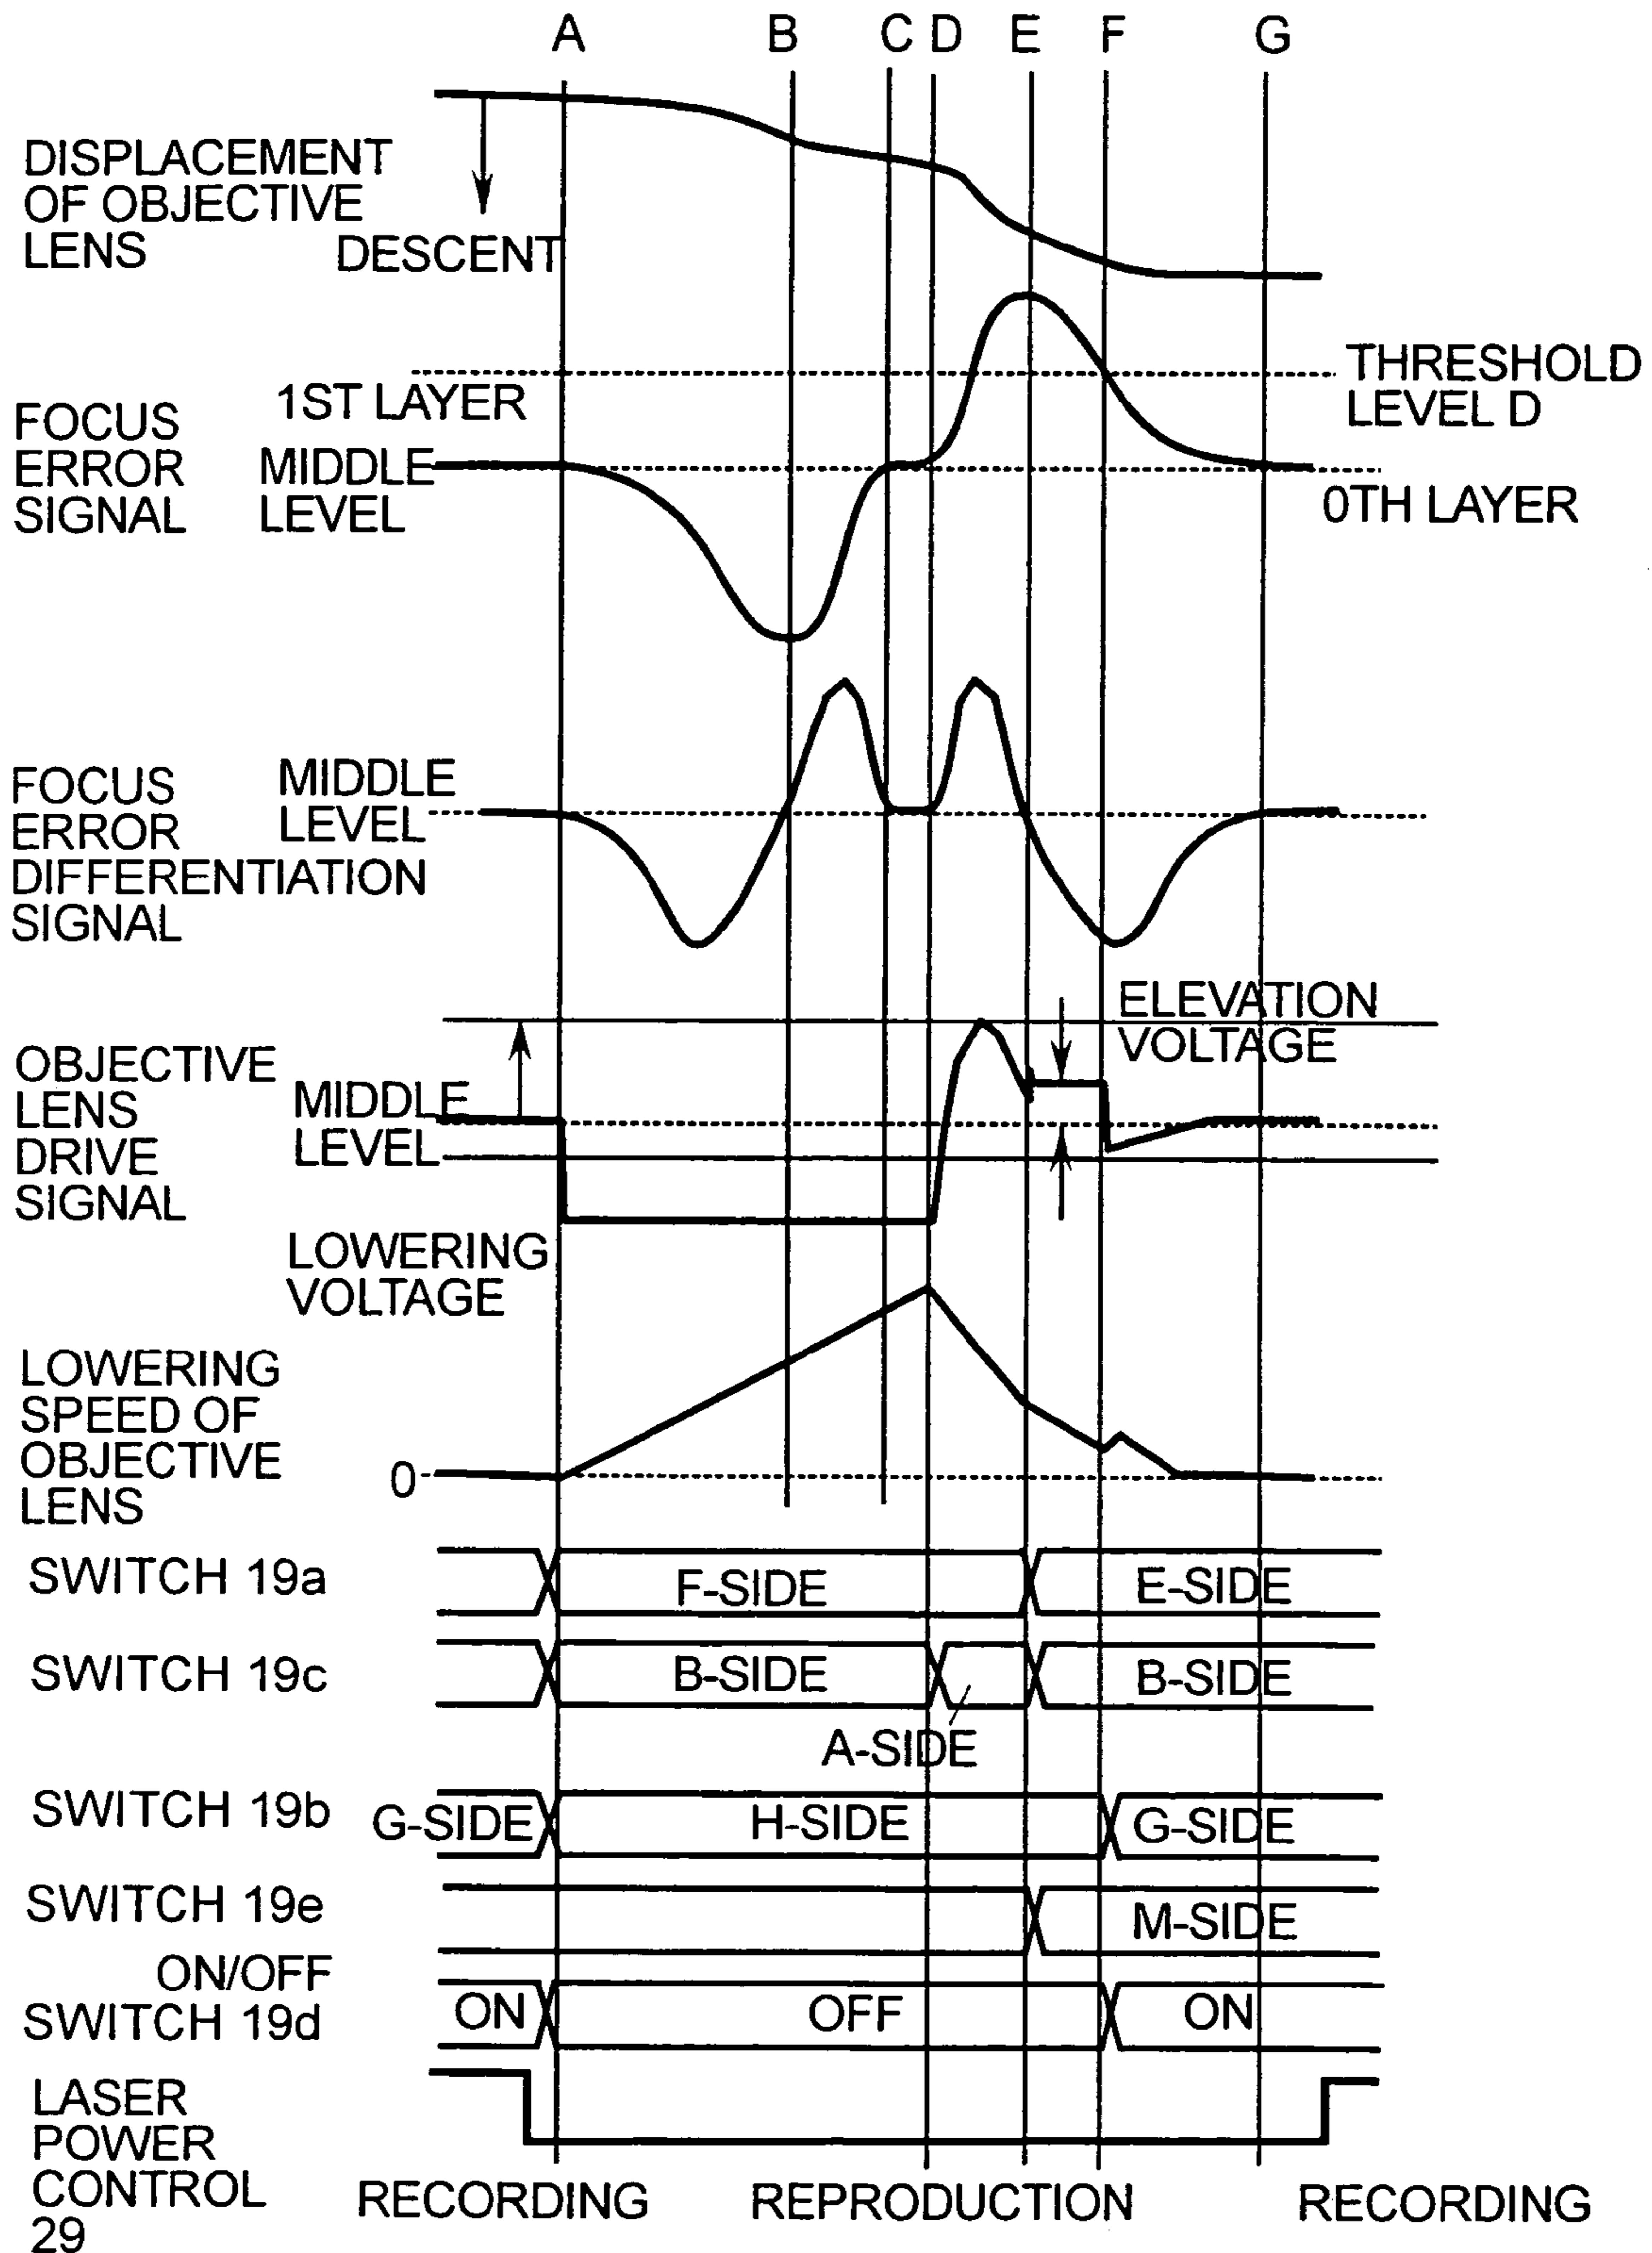 A B C D E F G
DISPLACEMENT
OF OBJECTIVE
LENS
DESCENT
THRESHOLD
LEVEL D
1ST LAYER
FOCUS
ERROR
SIGNAL
MIDDLE
LEVEL
0TH LAYER
FOCUS
ERROR
DIFFERENTIATION
SIGNAL
MIDDLE
LEVEL
ELEVATION
VOLTAGE
OBJECTIVE
LENS
DRIVE
SIGNAL
MIDDLE
LEVEL
LOWERING
VOLTAGE
LOWERING
SPEED OF
OBJECTIVE
LENS
0
SWITCH 19a
F-SIDE E-SIDE
SWITCH 19c
B-SIDE B-SIDE
A-SIDE
SWITCH 19b
G-SIDE H-SIDE G-SIDE
SWITCH 19e
M-SIDE
ON/OFF
SWITCH 19d
ON OFF ON
LASER
POWER
CONTROL
29
RECORDING REPRODUCTION RECORDING